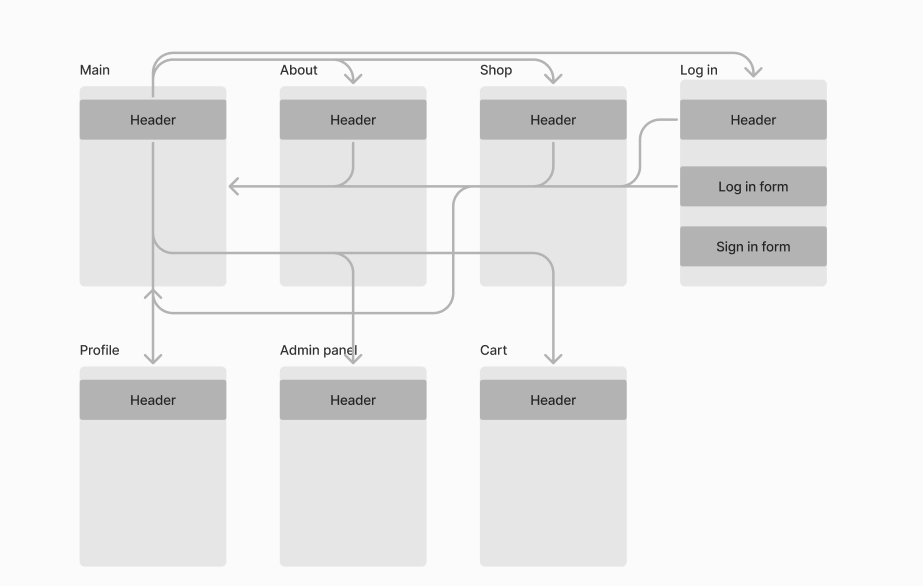 Main
About
Shop
Log in
Header
Header
Header
Header
Log in form
Sign in form
Profile
Admin panel
Cart
Header
Header
Header